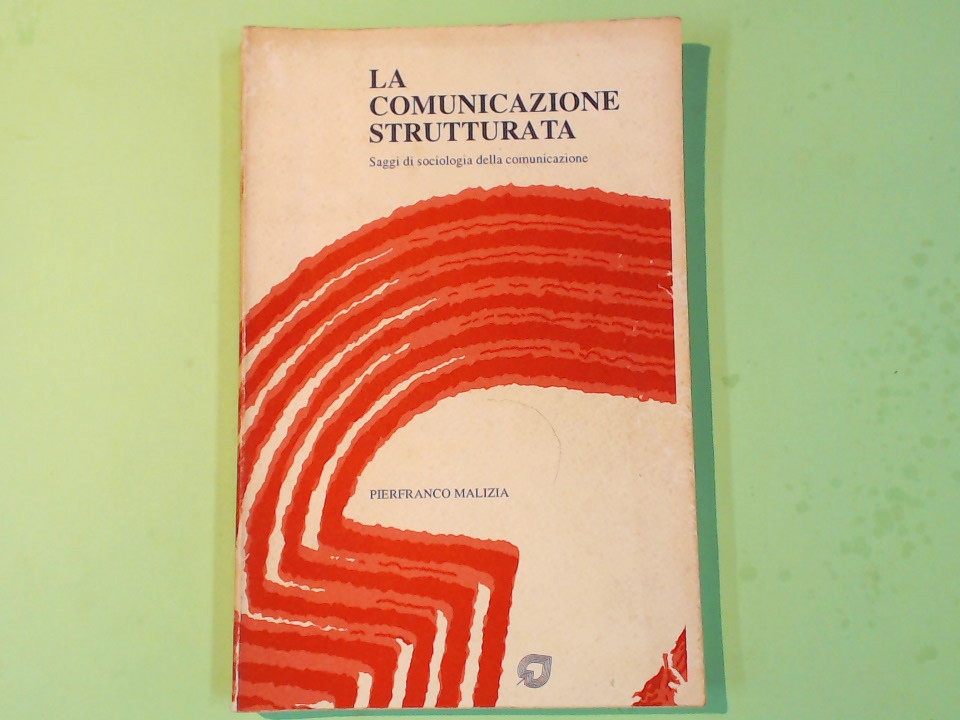 LA
COMUNICAZIONE
STRUTTURATA
Saggi di sociologia della comunicazione
PIERFRANCO MALIZIA